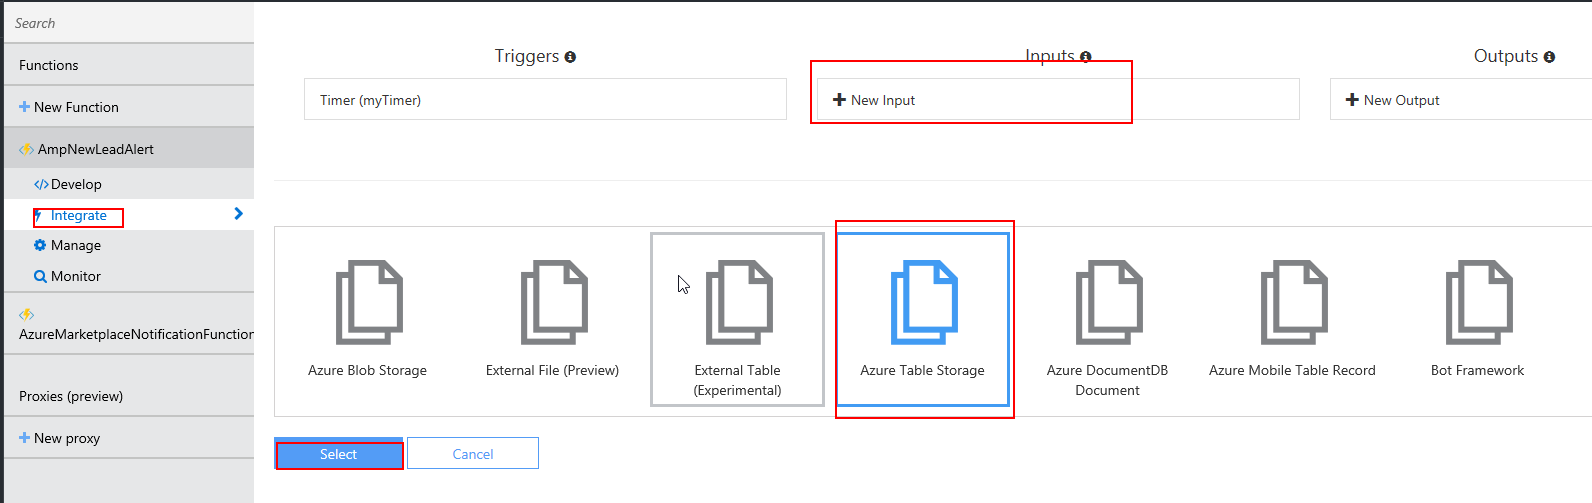 Search
Functions
New Function
AmpNewLeadAlert
Develop
Integrate
Manage
Monitor
AzureMarketplaceNotificationFunction
Proxies (preview)
New proxy
Triggers
Timer (myTimer)
Inputs
New Input
Outputs
New Output
Azure Blob Storage
External File (Preview)
External Table
(Experimental)
Azure Table Storage
Azure DocumentDB
Document
Azure Mobile Table Record
Bot Framework
Select
Cancel